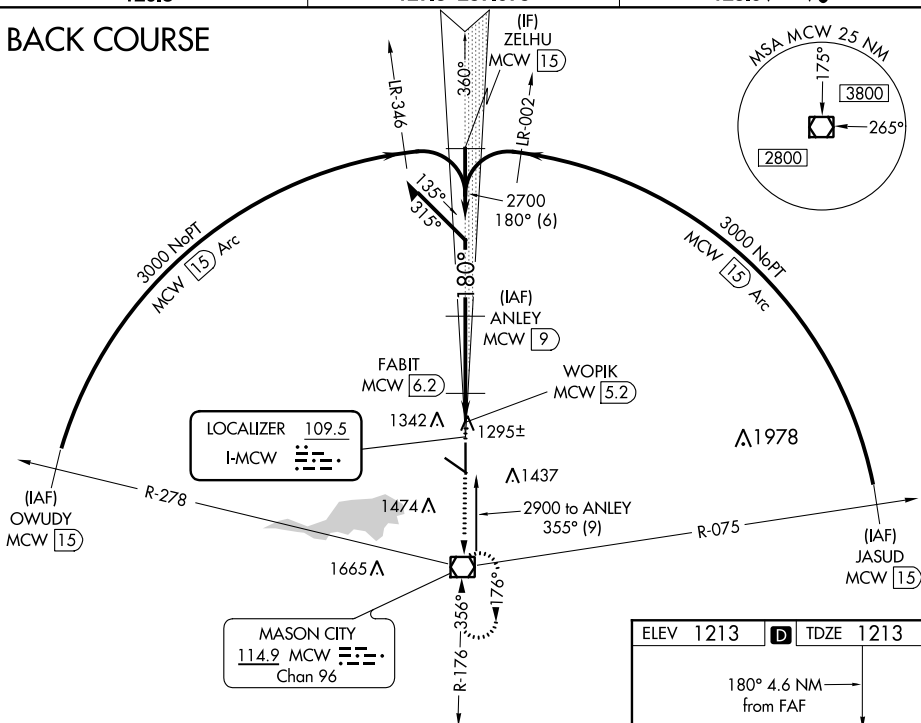 BACK COURSE
(IF)
ZELHU
MCW 15
360°
LR-346
LR-002
MSA MCW 25 NM
175°
3800
265°
2800
135°
315°
2700
180° (6)
3000 NoPT
MCW 15 Arc
3000 NoPT
MCW 15 Arc
180°
(IAF)
ANLEY
MCW 9
FABIT
MCW 6.2
WOPIK
MCW 5.2
LOCALIZER 109.5
I-MCW
1342
1295±
1978
1437
1474
2900 to ANLEY
355° (9)
R-278
R-075
(IAF)
OWUDY
MCW 15
(IAF)
JASUD
MCW 15
1665
176°
356°
R-176
MASON CITY
114.9 MCW
Chan 96
ELEV 1213 D TDZE 1213
180° 4.6 NM
from FAF